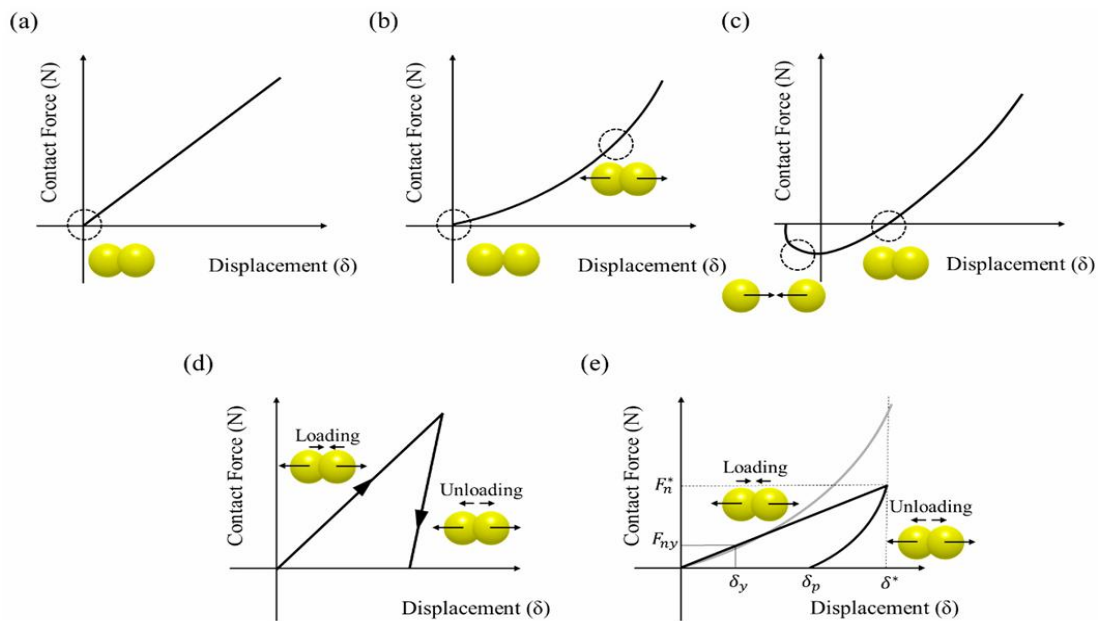 (a)
Contact Force (N)
Displacement (δ)
(b)
Contact Force (N)
Displacement (δ)
(c)
Contact Force (N)
Displacement (δ)
(d)
Contact Force (N)
Loading
Unloading
Displacement (δ)
(e)
Contact Force (N)
Fn*
Fny
Loading
Unloading
δy
δp
δ*
Displacement (δ)